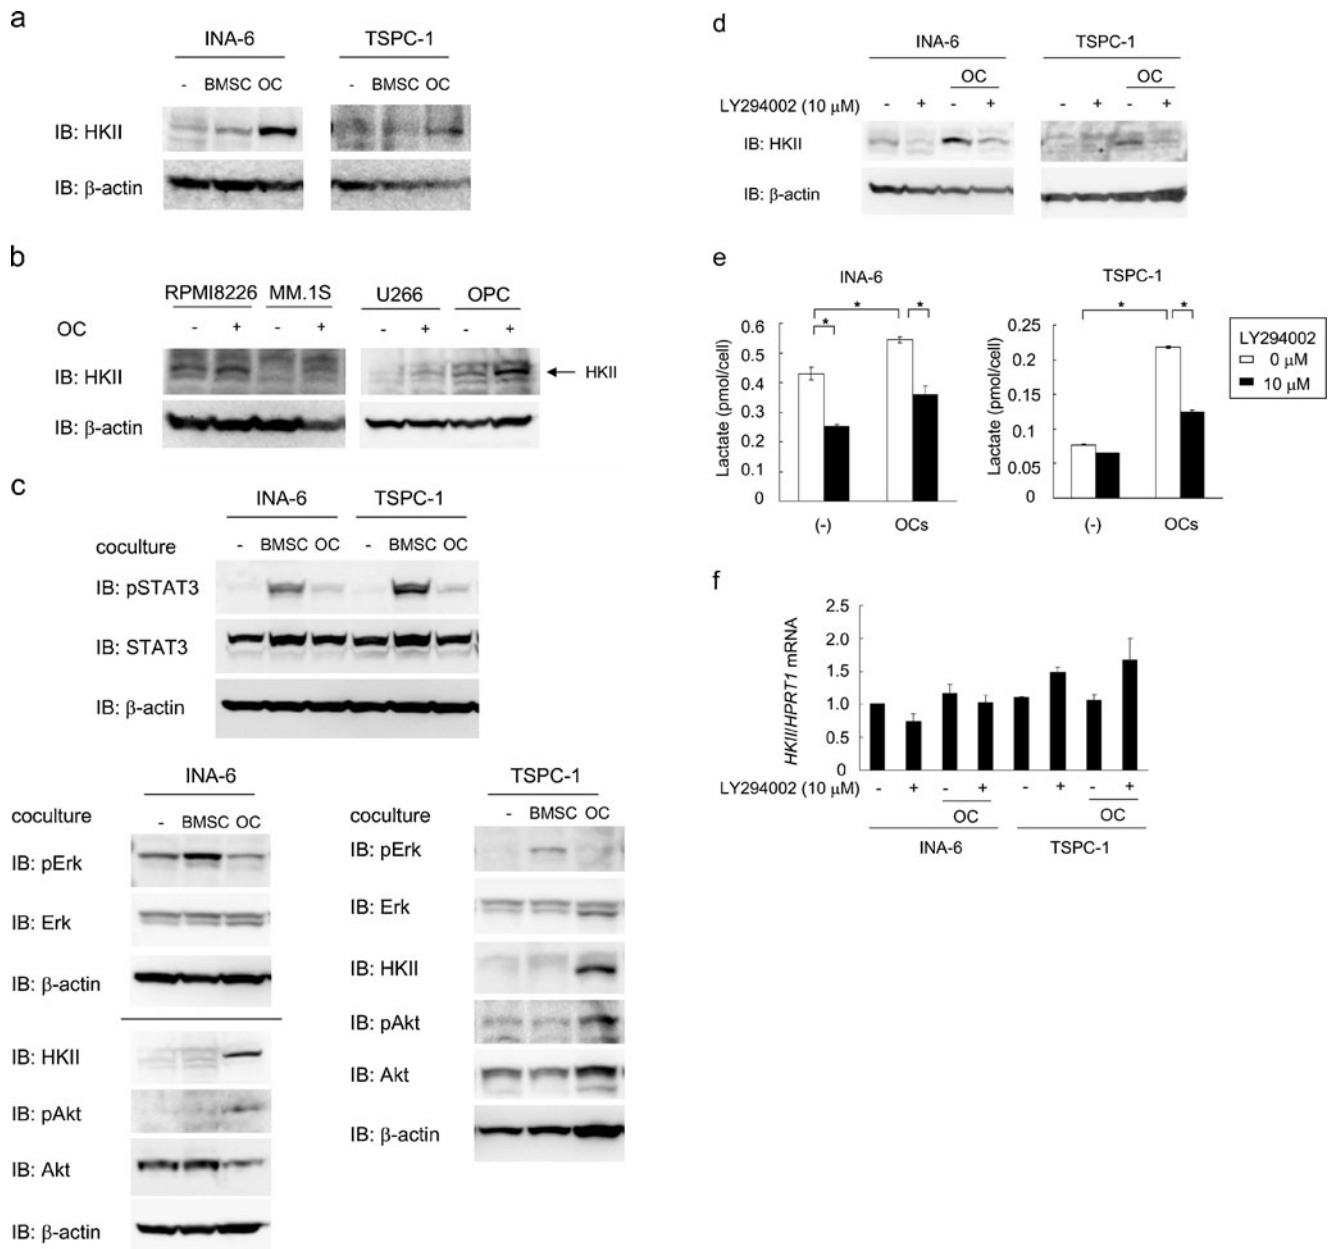 a
INA-6 TSPC-1
- BMSC OC - BMSC OC
IB: HKII
IB: β-actin
b
RPMI8226 MM.1S U266 OPC
OC - + - + - + - +
IB: HKII HKII
IB: β-actin
c
INA-6 TSPC-1
coculture - BMSC OC - BMSC OC
IB: pSTAT3
IB: STAT3
IB: β-actin
INA-6
coculture - BMSC OC
IB: pErk
IB: Erk
IB: β-actin
IB: HKII
IB: pAkt
IB: Akt
IB: β-actin
TSPC-1
coculture - BMSC OC
IB: pErk
IB: Erk
IB: HKII
IB: pAkt
IB: Akt
IB: β-actin
d
INA-6 TSPC-1
OC OC
LY294002 (10 μM) - + - + - + - +
IB: HKII
IB: β-actin
e
INA-6
* * *
Lactate (pmol/cell)
0.6
0.5
0.4
0.3
0.2
0.1
0
(-) OCs
TSPC-1
* *
Lactate (pmol/cell)
0.25
0.2
0.15
0.1
0.05
0
(-) OCs
LY294002
0 μM
10 μM
f
HKII/HPRT1 mRNA
2.5
2.0
1.5
1.0
0.5
0
LY294002 (10 μM) - + - + - + - +
OC OC
INA-6 TSPC-1